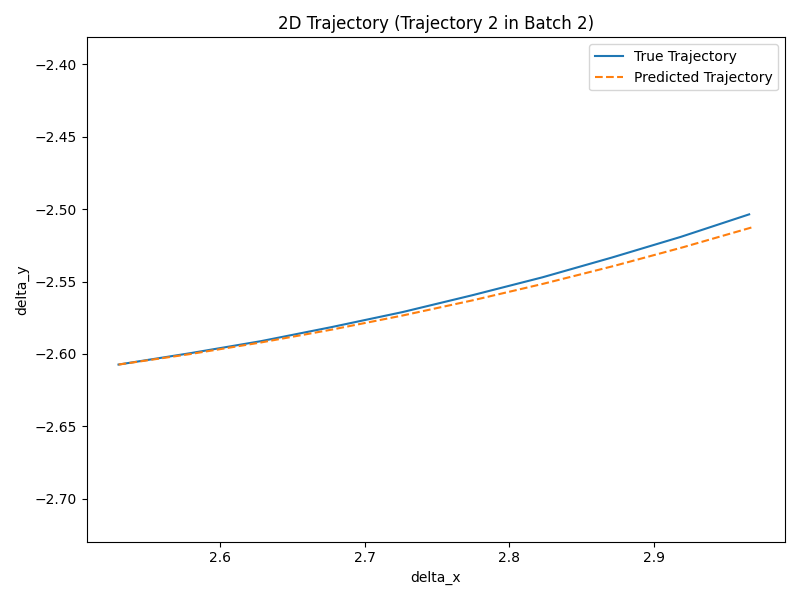 2D Trajectory (Trajectory 2 in Batch 2)
True Trajectory
Predicted Trajectory
−2.40
−2.45
−2.50
−2.55
−2.60
−2.65
−2.70
delta_y
2.6 2.7 2.8 2.9
delta_x